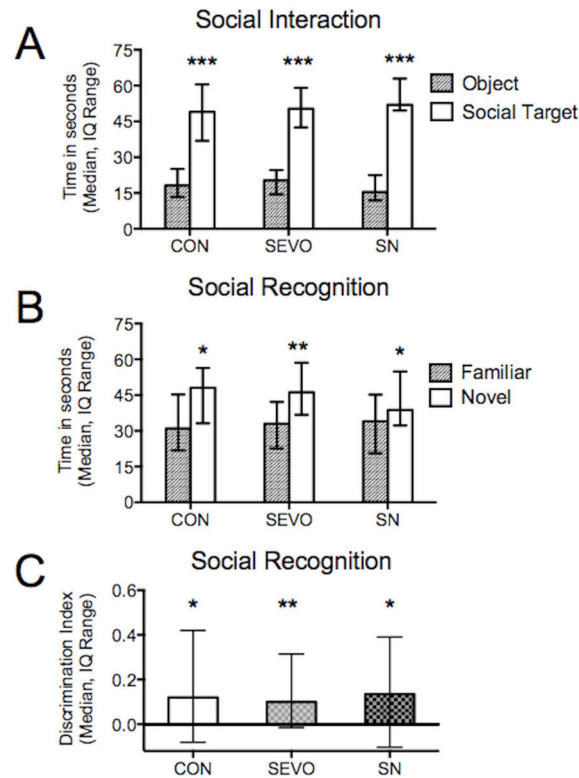 A
Social Interaction
Time in seconds
(Median, IQ Range)
75
60
45
30
15
0
***
***
***
Object
Social Target
CON
SEVO
SN
B
Social Recognition
Time in seconds
(Median, IQ Range)
75
60
45
30
15
0
*
**
*
Familiar
Novel
CON
SEVO
SN
C
Social Recognition
Discrimination Index
(Median, IQ Range)
0.6
0.4
0.2
0.0
*
**
*
CON
SEVO
SN